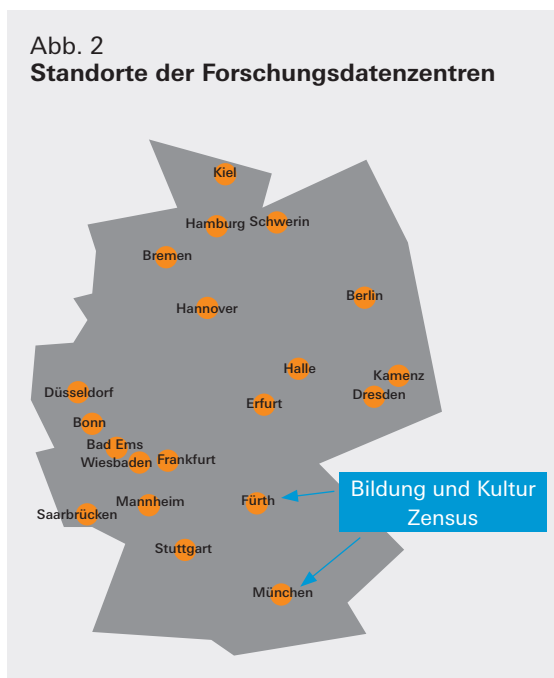 Abb. 2
Standorte der Forschungsdatenzentren
Kiel
Hamburg
Schwerin
Bremen
Berlin
Hannover
Halle
Kamenz
Düsseldorf
Dresden
Erfurt
Bonn
Bad Ems
Wiesbaden
Frankfurt
Bildung und Kultur
Zensus
Fürth
Mannheim
Saarbrücken
Stuttgart
München